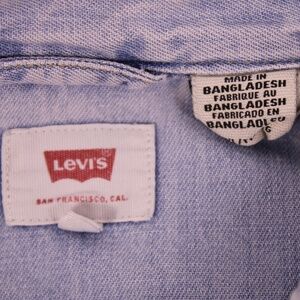 Levi's
SAN FRANCISCO, CAL.
MADE IN
BANGLADESH
FABRIQUE AU
BANGLADESH
FABRICADO EN
BANGLADESH